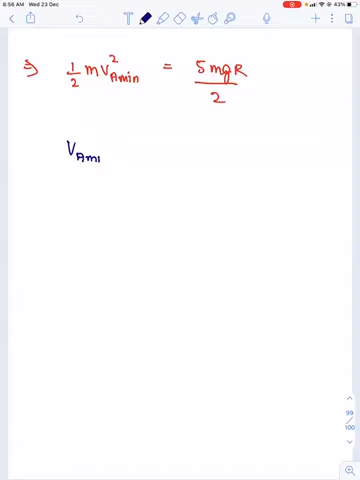 8:56 AM Wed 23 Dec 43%
⇒ 1/2 mV²Amin = 5mgR/2
VAmi
99/100